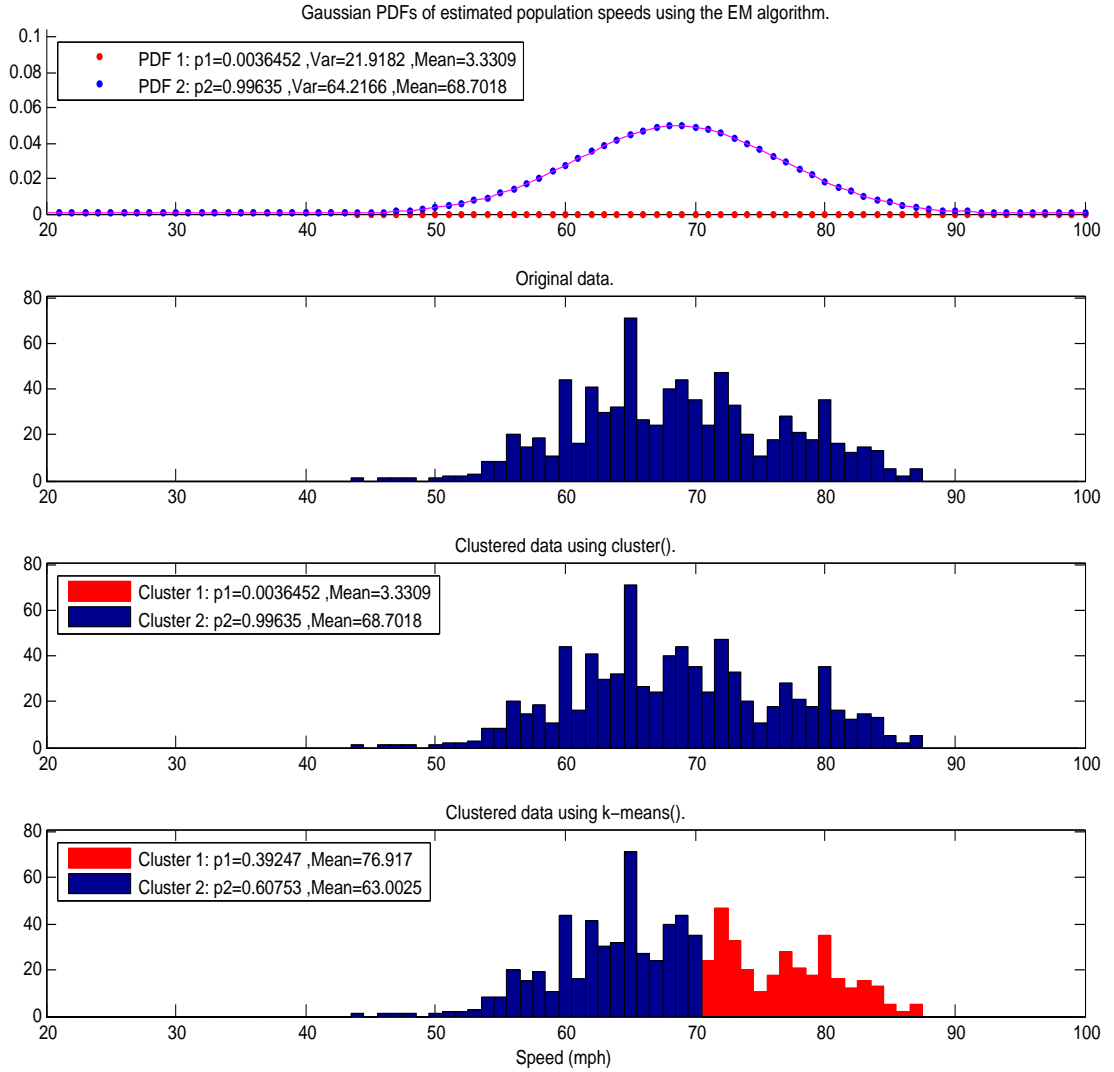 Gaussian PDFs of estimated population speeds using the EM algorithm.
0.1
0.08
0.06
0.04
0.02
0
PDF 1: p1=0.0036452 ,Var=21.9182 ,Mean=3.3309
PDF 2: p2=0.99635 ,Var=64.2166 ,Mean=68.7018
20 30 40 50 60 70 80 90 100
Original data.
80
60
40
20
0
20 30 40 50 60 70 80 90 100
Clustered data using cluster().
80
60
40
20
0
Cluster 1: p1=0.0036452 ,Mean=3.3309
Cluster 2: p2=0.99635 ,Mean=68.7018
20 30 40 50 60 70 80 90 100
Clustered data using k−means().
80
60
40
20
0
Cluster 1: p1=0.39247 ,Mean=76.917
Cluster 2: p2=0.60753 ,Mean=63.0025
20 30 40 50 60 70 80 90 100
Speed (mph)